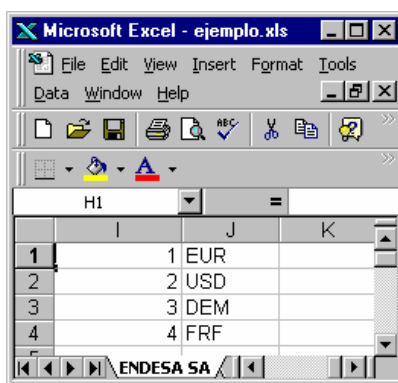 Microsoft Excel - ejemplo.xls
File Edit View Insert Format Tools
Data Window Help
ABC
A
H1 =
I J K
1 1 EUR
2 2 USD
3 3 DEM
4 4 FRF
ENDESA SA